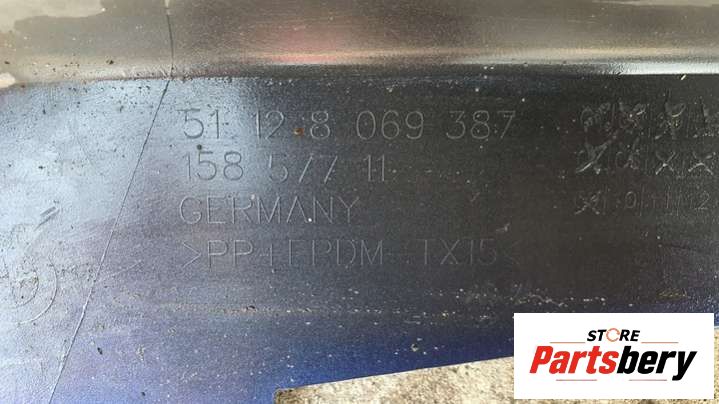 51 12 8 069 387
158 577 11
GERMANY
>PP+EPDM-TX15<
STORE
Partsbery